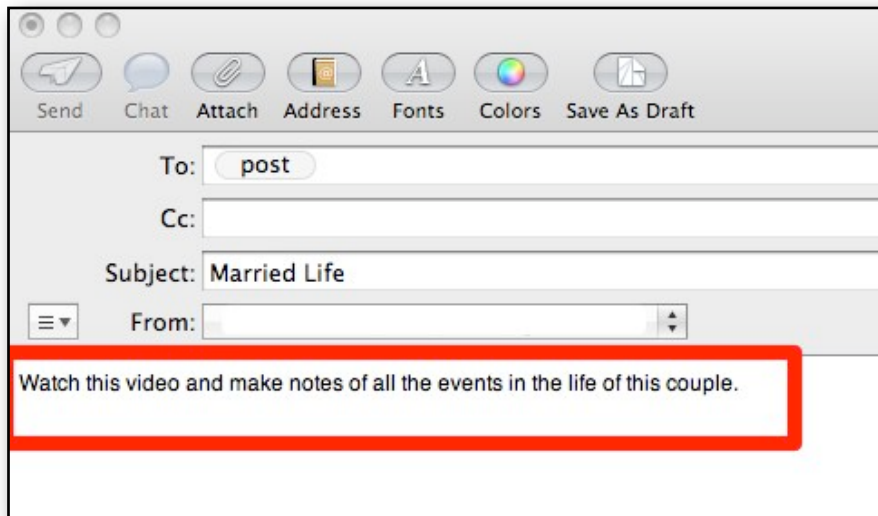 Send Chat Attach Address Fonts Colors Save As Draft
To: post
Cc:
Subject: Married Life
From:
Watch this video and make notes of all the events in the life of this couple.